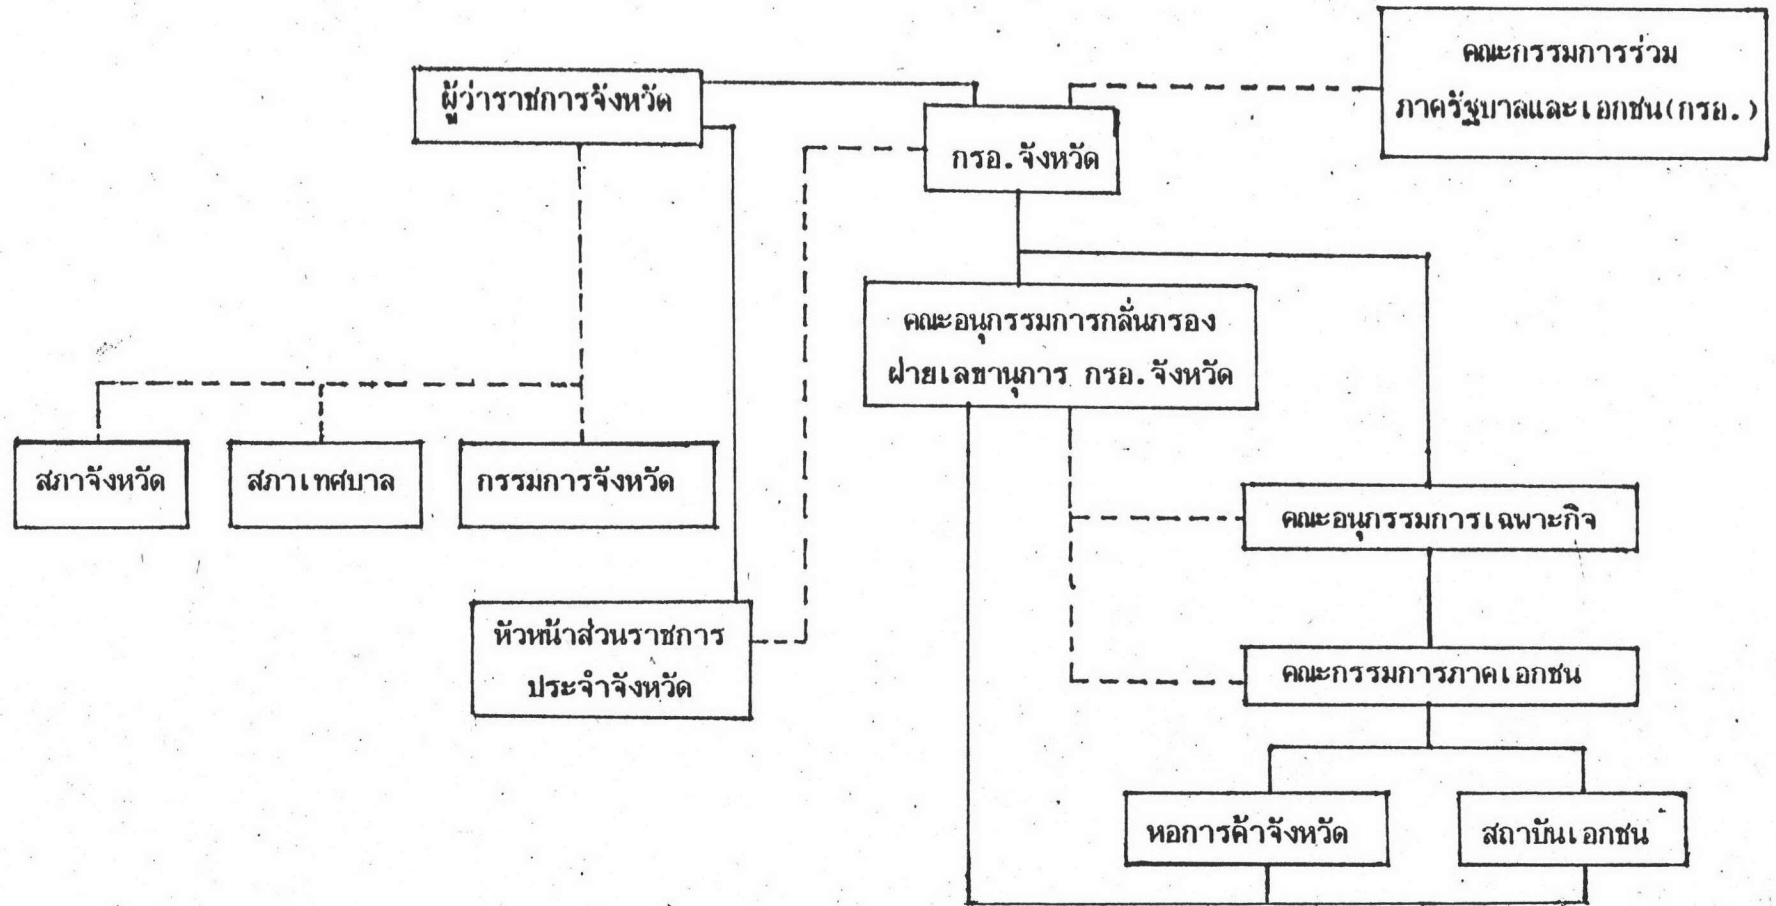 คณะกรรมการร่วม
ภาครัฐบาลและเอกชน(กรอ.)
ผู้ว่าราชการจังหวัด
กรอ.จังหวัด
คณะอนุกรรมการกลั่นกรอง
ฝ่ายเลขานุการ กรอ.จังหวัด
สภาจังหวัด
สภาเทศบาล
กรรมการจังหวัด
คณะอนุกรรมการเฉพาะกิจ
หัวหน้าส่วนราชการ
ประจำจังหวัด
คณะกรรมการภาคเอกชน
หอการค้าจังหวัด
สถาบันเอกชน